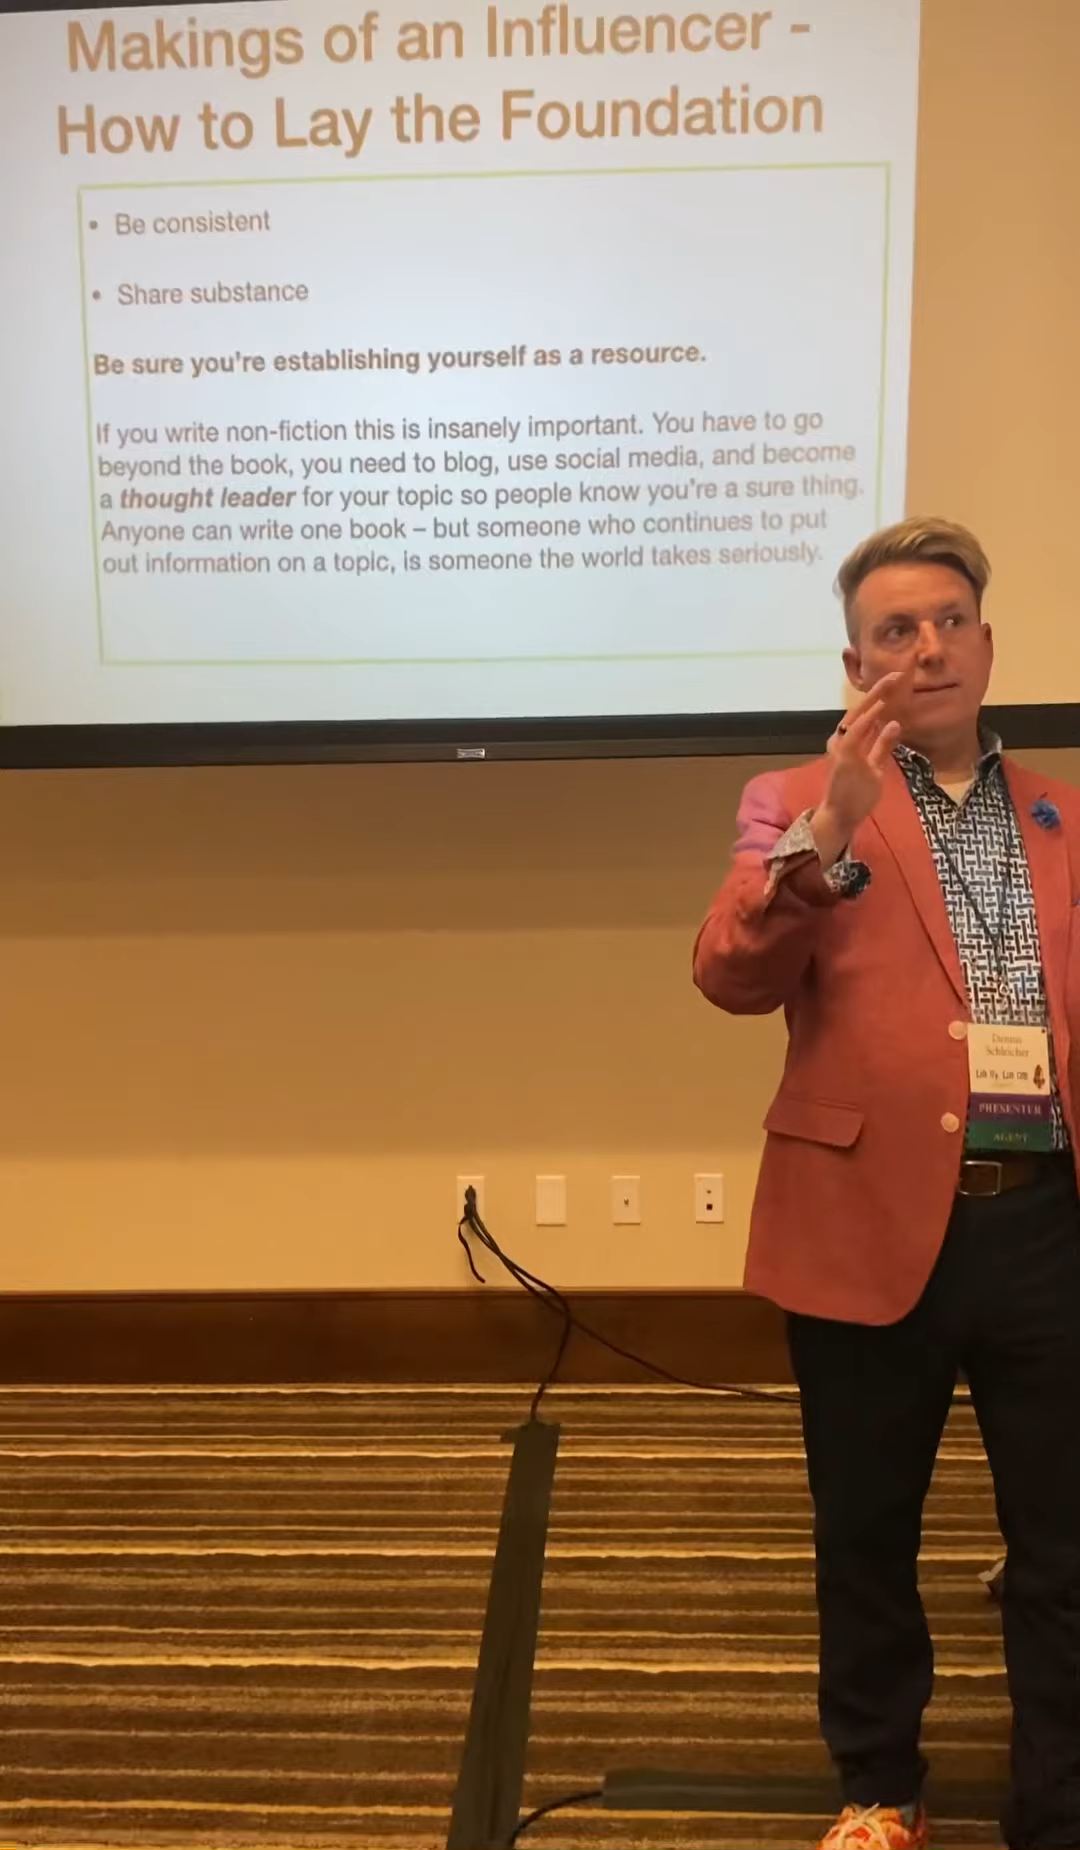 Makings of an Influencer -
How to Lay the Foundation
• Be consistent
• Share substance
Be sure you're establishing yourself as a resource.
If you write non-fiction this is insanely important. You have to go
beyond the book, you need to blog, use social media, and become
a thought leader for your topic so people know you're a sure thing.
Anyone can write one book – but someone who continues to put
out information on a topic, is someone the world takes seriously.
Schleicher
PRESENTER
AGENT